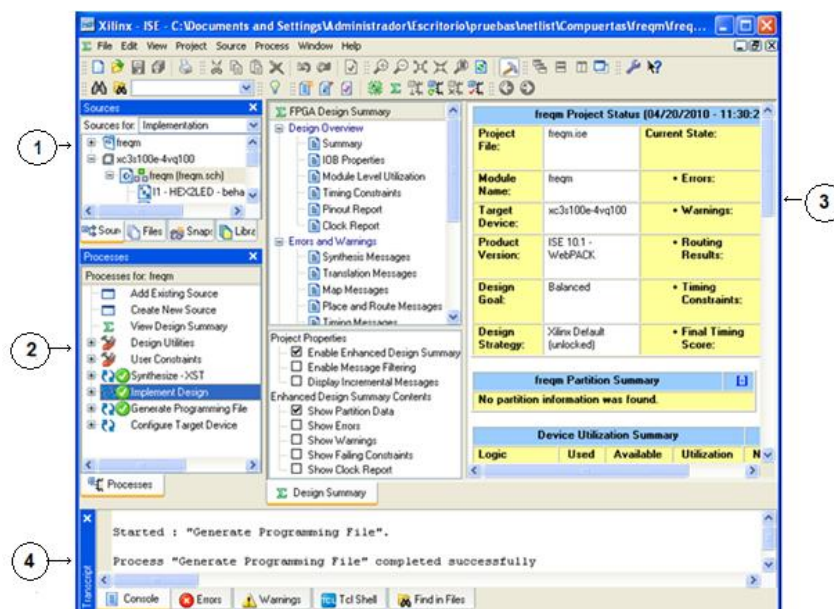 Xilinx - ISE - C:\Documents and Settings\Administrador\Escritorio\pruebas\netlist\Compuertas\freqm\freq...
File Edit View Project Source Process Window Help
1
Sources
Sources for: Implementation
freqm
xc3s100e-4vq100
freqm (freqm.sch)
I1 - HEX2LED - beha
Sour Files Snaps Libra
2
Processes
Processes for: freqm
Add Existing Source
Create New Source
View Design Summary
Design Utilities
User Constraints
Synthesize - XST
Implement Design
Generate Programming File
Configure Target Device
Processes
FPGA Design Summary
Design Overview
Summary
IOB Properties
Module Level Utilization
Timing Constraints
Pinout Report
Clock Report
Errors and Warnings
Synthesis Messages
Translation Messages
Map Messages
Place and Route Messages
Timing Messages
Project Properties
Enable Enhanced Design Summary
Enable Message Filtering
Display Incremental Messages
Enhanced Design Summary Contents
Show Partition Data
Show Errors
Show Warnings
Show Failing Constraints
Show Clock Report
Design Summary
3
freqm Project Status (04/20/2010 - 11:30:2
Project File: freqm.ise Current State:
Module Name: freqm • Errors:
Target Device: xc3s100e-4vq100 • Warnings:
Product Version: ISE 10.1 - WebPACK • Routing Results:
Design Goal: Balanced • Timing Constraints:
Design Strategy: Xilinx Default (unlocked) • Final Timing Score:
freqm Partition Summary [-]
No partition information was found.
Device Utilization Summary
Logic Used Available Utilization N
4
Transcript
Started : "Generate Programming File".
Process "Generate Programming File" completed successfully
Console Errors Warnings Tcl Shell Find in Files